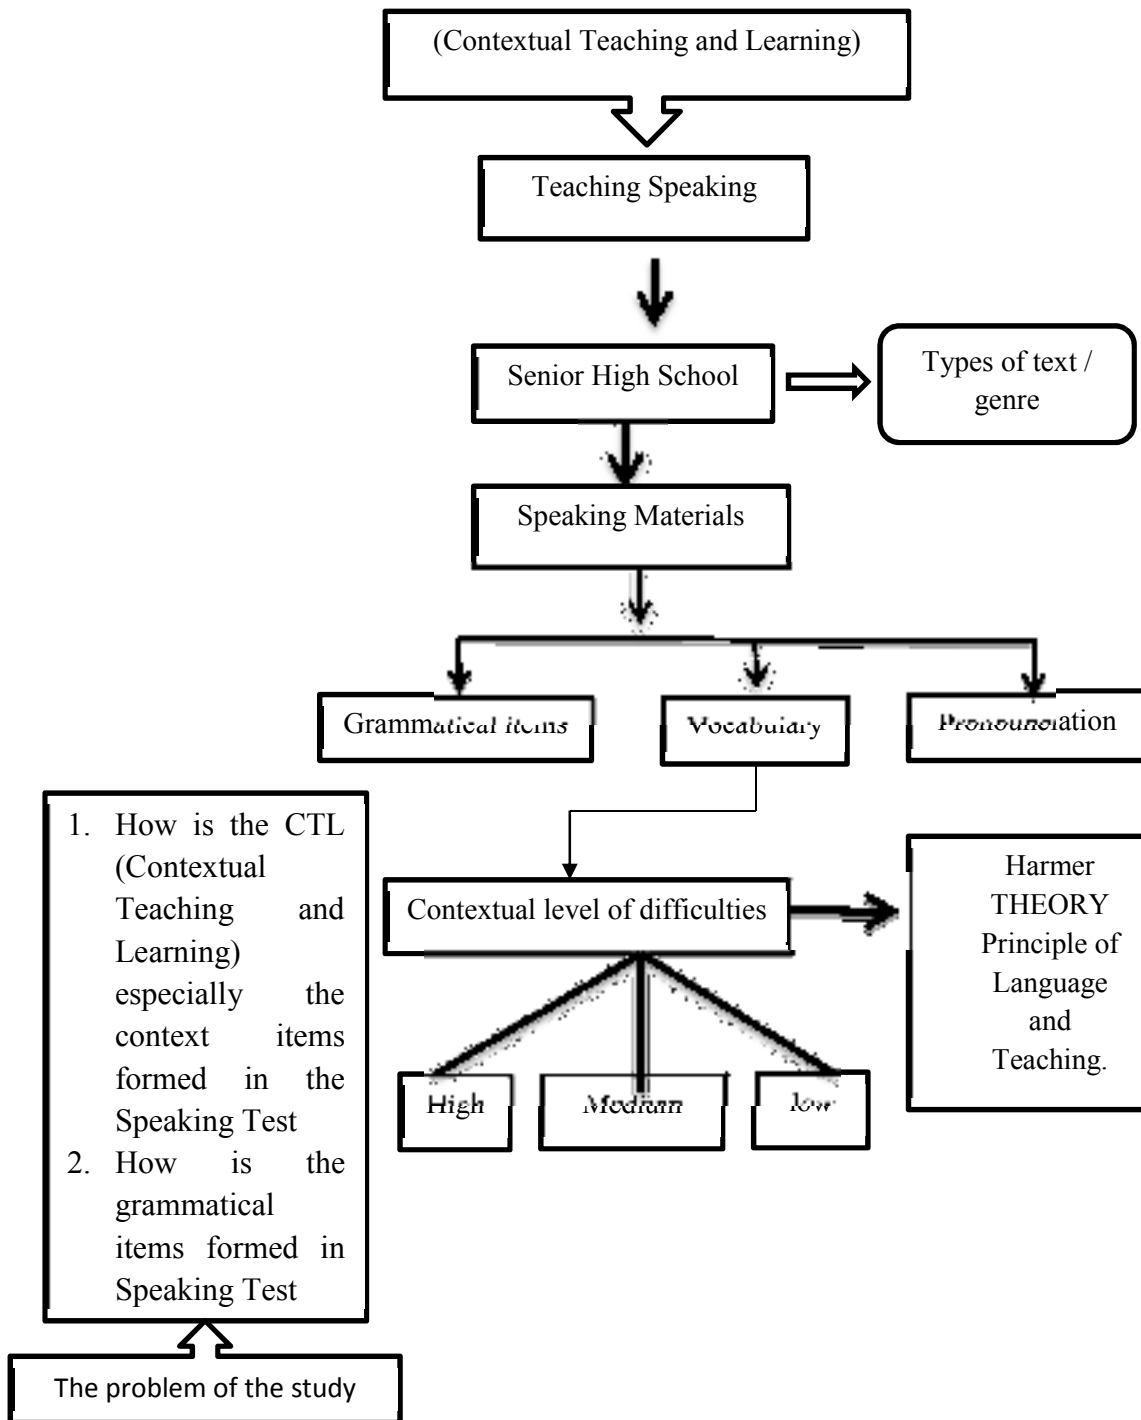 (Contextual Teaching and Learning)
Teaching Speaking
Senior High School
Types of text /
genre
Speaking Materials
Grammatical items
Vocabulary
Pronounciation
1. How is the CTL
(Contextual
Teaching and
Learning)
especially the
context items
formed in the
Speaking Test
2. How is the
grammatical
items formed in
Speaking Test
Contextual level of difficulties
Harmer
THEORY
Principle of
Language
and
Teaching.
High
Medium
low
The problem of the study